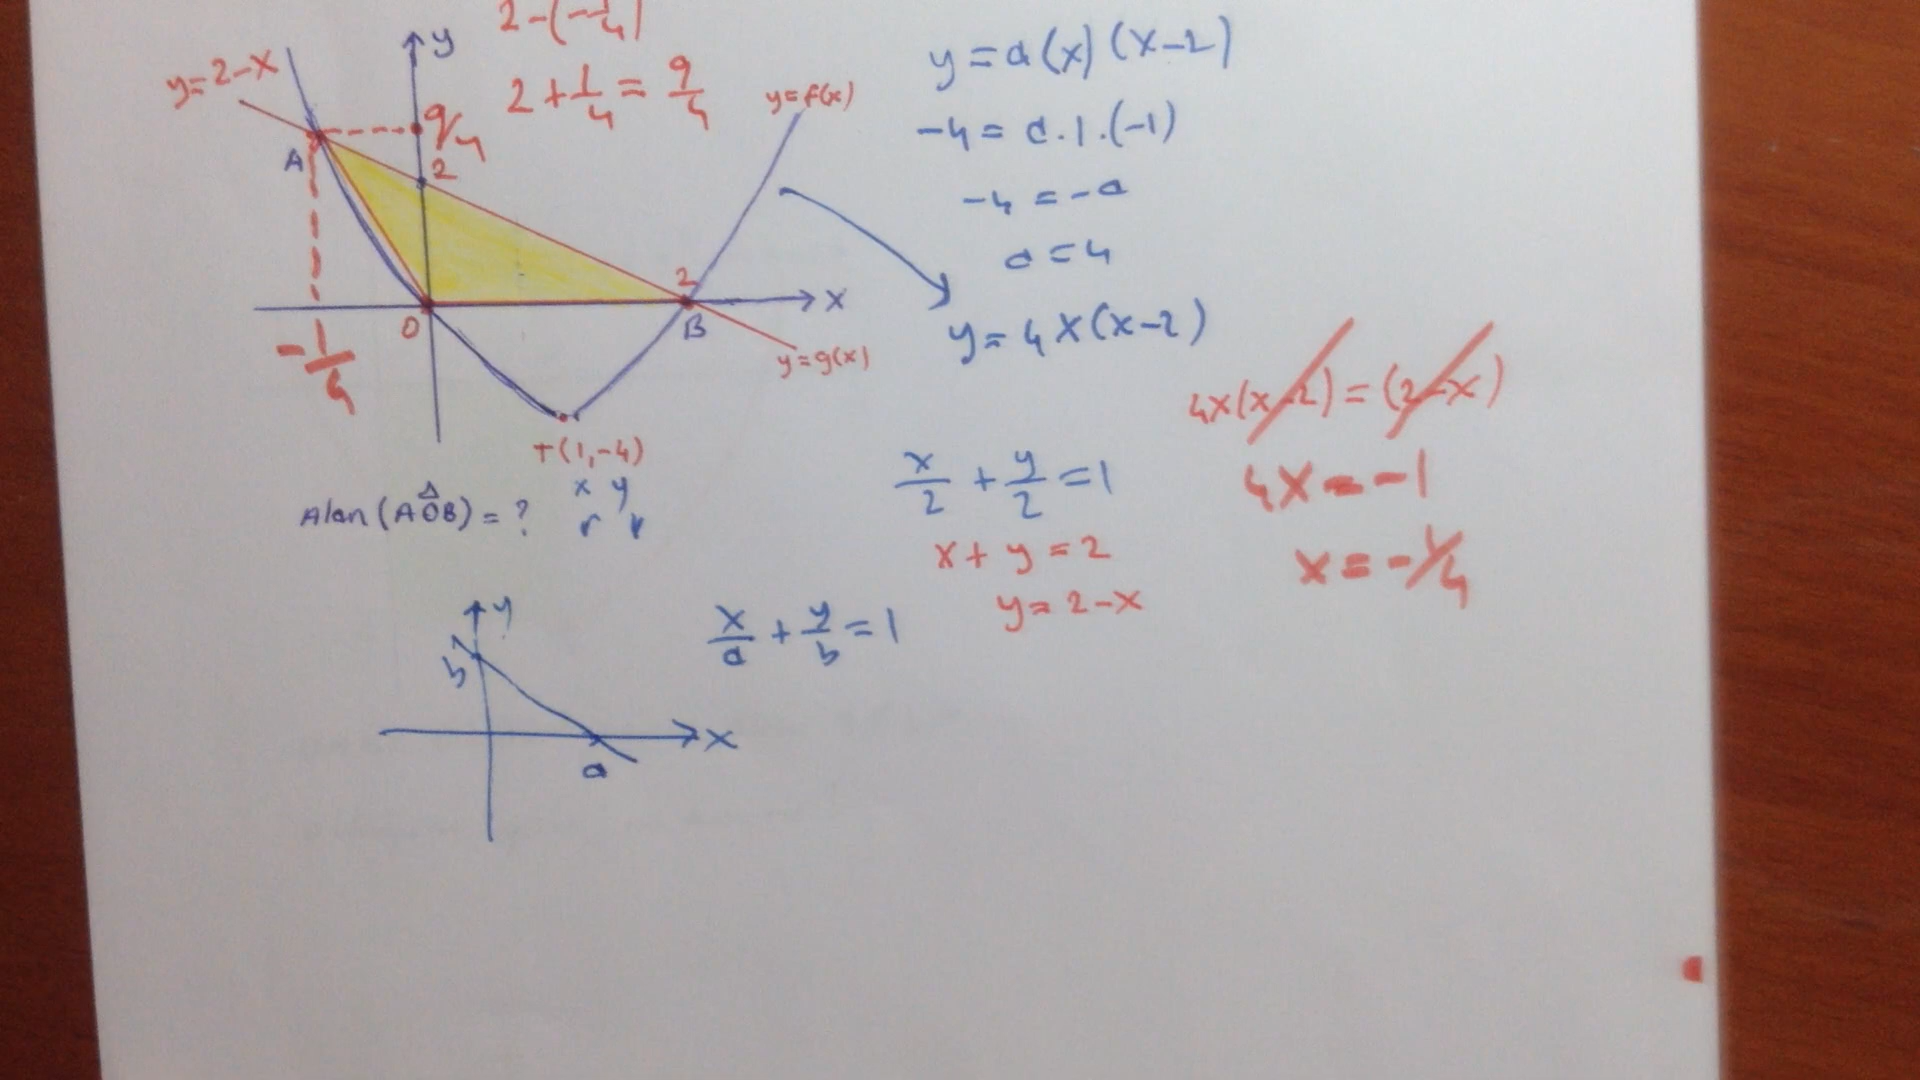 2-(-1/4)
2+1/4=9/4
y=2-x
y
9/4
A
2
y=f(x)
-1/4
O
2
B
x
y=g(x)
T(1,-4)
x y
r k
Alan(AOB)=?
y=a(x)(x-2)
-4=a.1.(-1)
-4=-a
a=4
y=4x(x-2)
4x(x-2)=(2-x)
4x=-1
x=-1/4
x/2+y/2=1
x+y=2
y=2-x
y
b
x
a
x/a+y/b=1